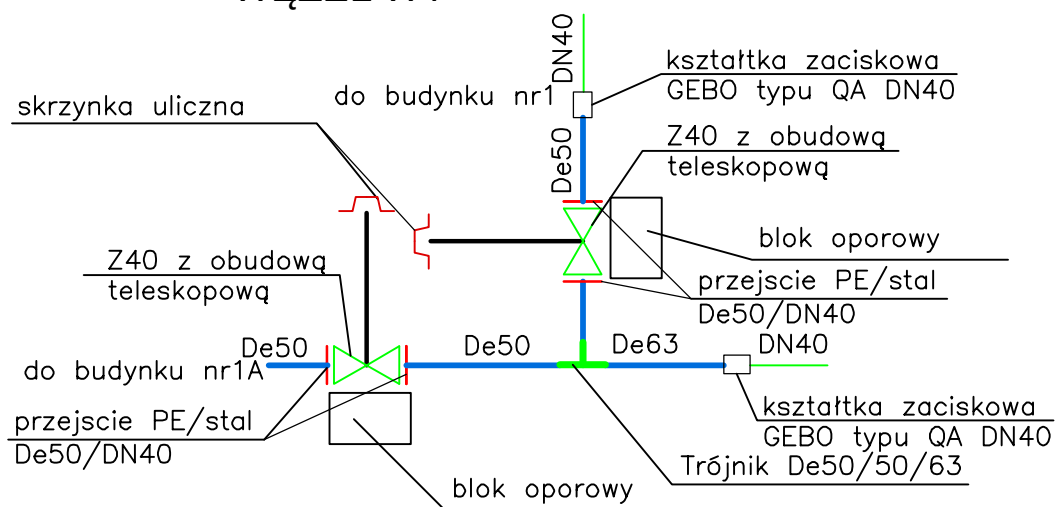 DN40
kształtka zaciskowa
GEBO typu QA DN40
do budynku nr1
skrzynka uliczna
De50
Z40 z obudową
teleskopową
blok oporowy
Z40 z obudową
teleskopową
przejscie PE/stal
De50/DN40
De50
De50
De63
DN40
do budynku nr1A
przejscie PE/stal
De50/DN40
kształtka zaciskowa
GEBO typu QA DN40
Trójnik De50/50/63
blok oporowy